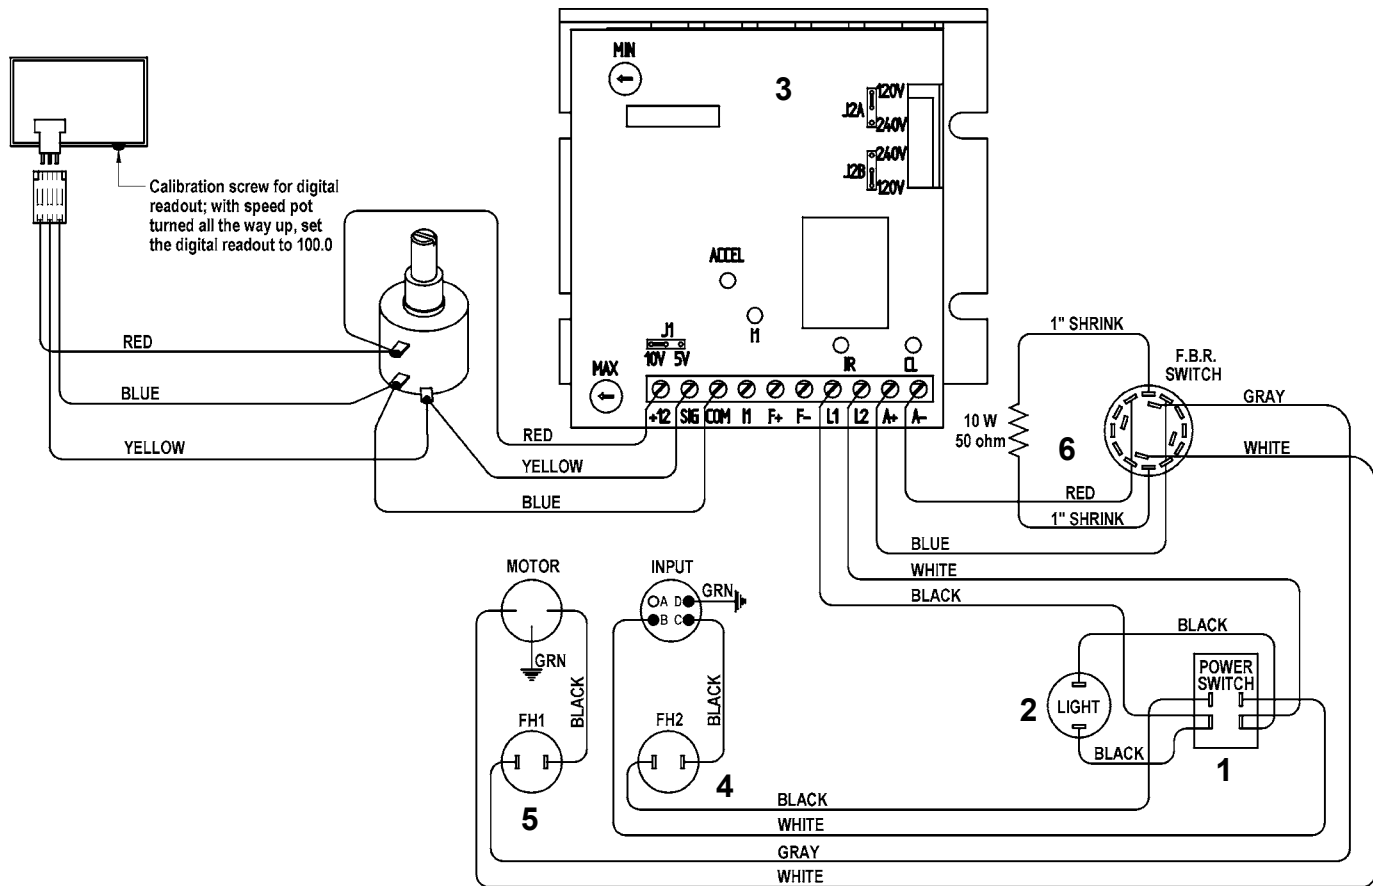 MIN
3
120V
J2A
240V
240V
J2B
120V
Calibration screw for digital
readout; with speed pot
turned all the way up, set
the digital readout to 100.0
ACCEL
I1
J1
10V 5V
IR
CL
MAX
+12 SIG COM I1 F+ F- L1 L2 A+ A-
RED
BLUE
YELLOW
RED
YELLOW
BLUE
1" SHRINK
F.B.R.
SWITCH
10 W
50 ohm
6
GRAY
WHITE
RED
1" SHRINK
BLUE
WHITE
BLACK
MOTOR
GRN
BLACK
FH1
5
INPUT
A D
B C
GRN
BLACK
FH2
4
BLACK
POWER
SWITCH
2
LIGHT
BLACK
1
BLACK
WHITE
GRAY
WHITE